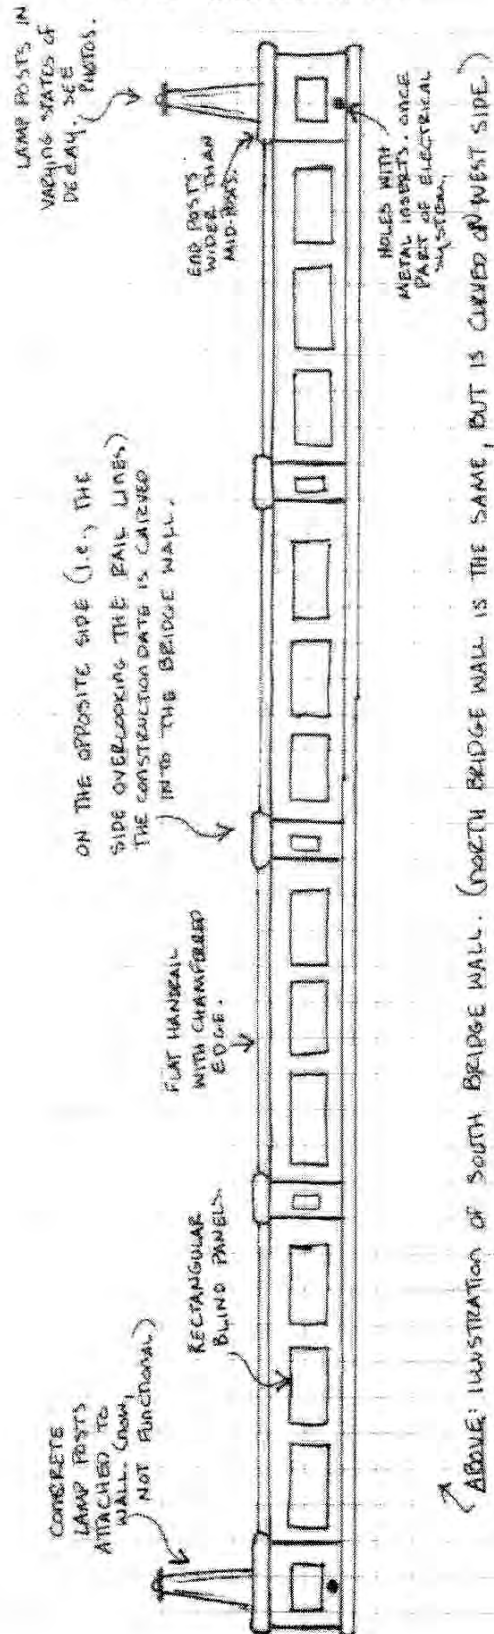 CONCRETE
LAMP POSTS
ATTACHED TO
WALL (NOW,
NOT FUNCTIONAL)
RECTANGULAR
BLIND PANELS.
FLAT HANDRAIL
WITH CHAMFERED
EDGE.
ON THE OPPOSITE SIDE (I.e., THE
SIDE OVERLOOKING THE RAIL LINES)
THE CONSTRUCTION DATE IS CARVED
INTO THE BRIDGE WALL.
LAMP POSTS IN
VARYING STATES OF
DECAY, SEE
PHOTOS.
END POSTS
WIDER THAN
MID-POSTS.
HOLES WITH
METAL INSERTS. ONCE
PART OF ELECTRICAL
SYSTEM.
ABOVE: ILLUSTRATION OF SOUTH BRIDGE WALL. (NORTH BRIDGE WALL IS THE SAME, BUT IS CURVED ON WEST SIDE.)